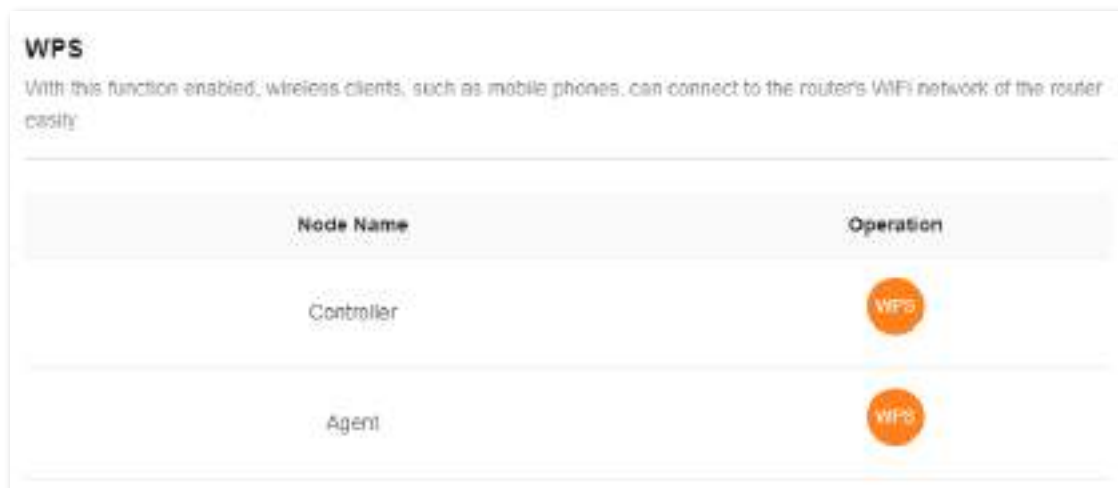 WPS
With this function enabled, wireless clients, such as mobile phones, can connect to the router's WiFi network of the router
easily.
Node Name Operation
Controller WPS
Agent WPS